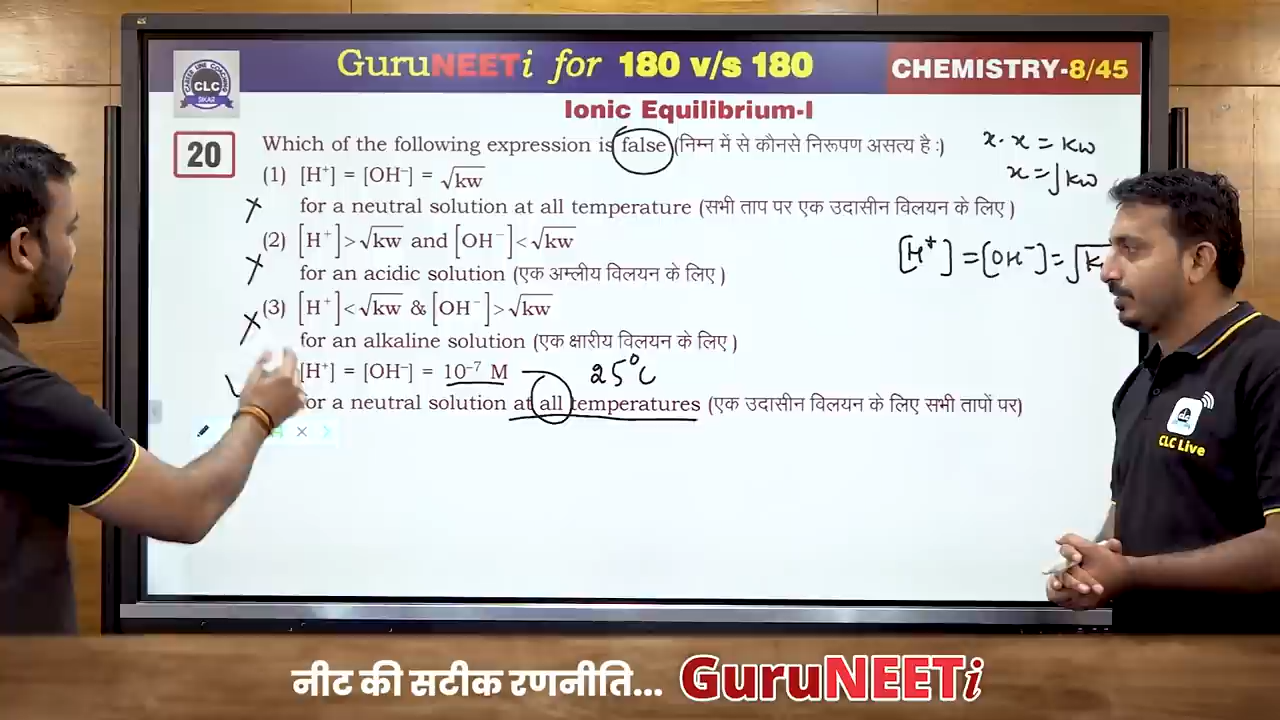 GuruNEETi for 180 v/s 180
CHEMISTRY-8/45
CLC
SIKAR
Ionic Equilibrium-I
20
Which of the following expression is false (निम्न में से कौनसे निरूपण असत्य है :)
x · x = kw
(1) [H⁺] = [OH⁻] = √kw
x = √kw
for a neutral solution at all temperature (सभी ताप पर एक उदासीन विलयन के लिए )
(2) [H⁺] > √kw and [OH⁻] < √kw
[H⁺] = [OH⁻] = √k
for an acidic solution (एक अम्लीय विलयन के लिए )
(3) [H⁺] < √kw & [OH⁻] > √kw
for an alkaline solution (एक क्षारीय विलयन के लिए )
[H⁺] = [OH⁻] = 10⁻⁷ M 25°C
for a neutral solution at all temperatures (एक उदासीन विलयन के लिए सभी तापों पर)
clc
CLC Live
नीट की सटीक रणनीति... GuruNEETi